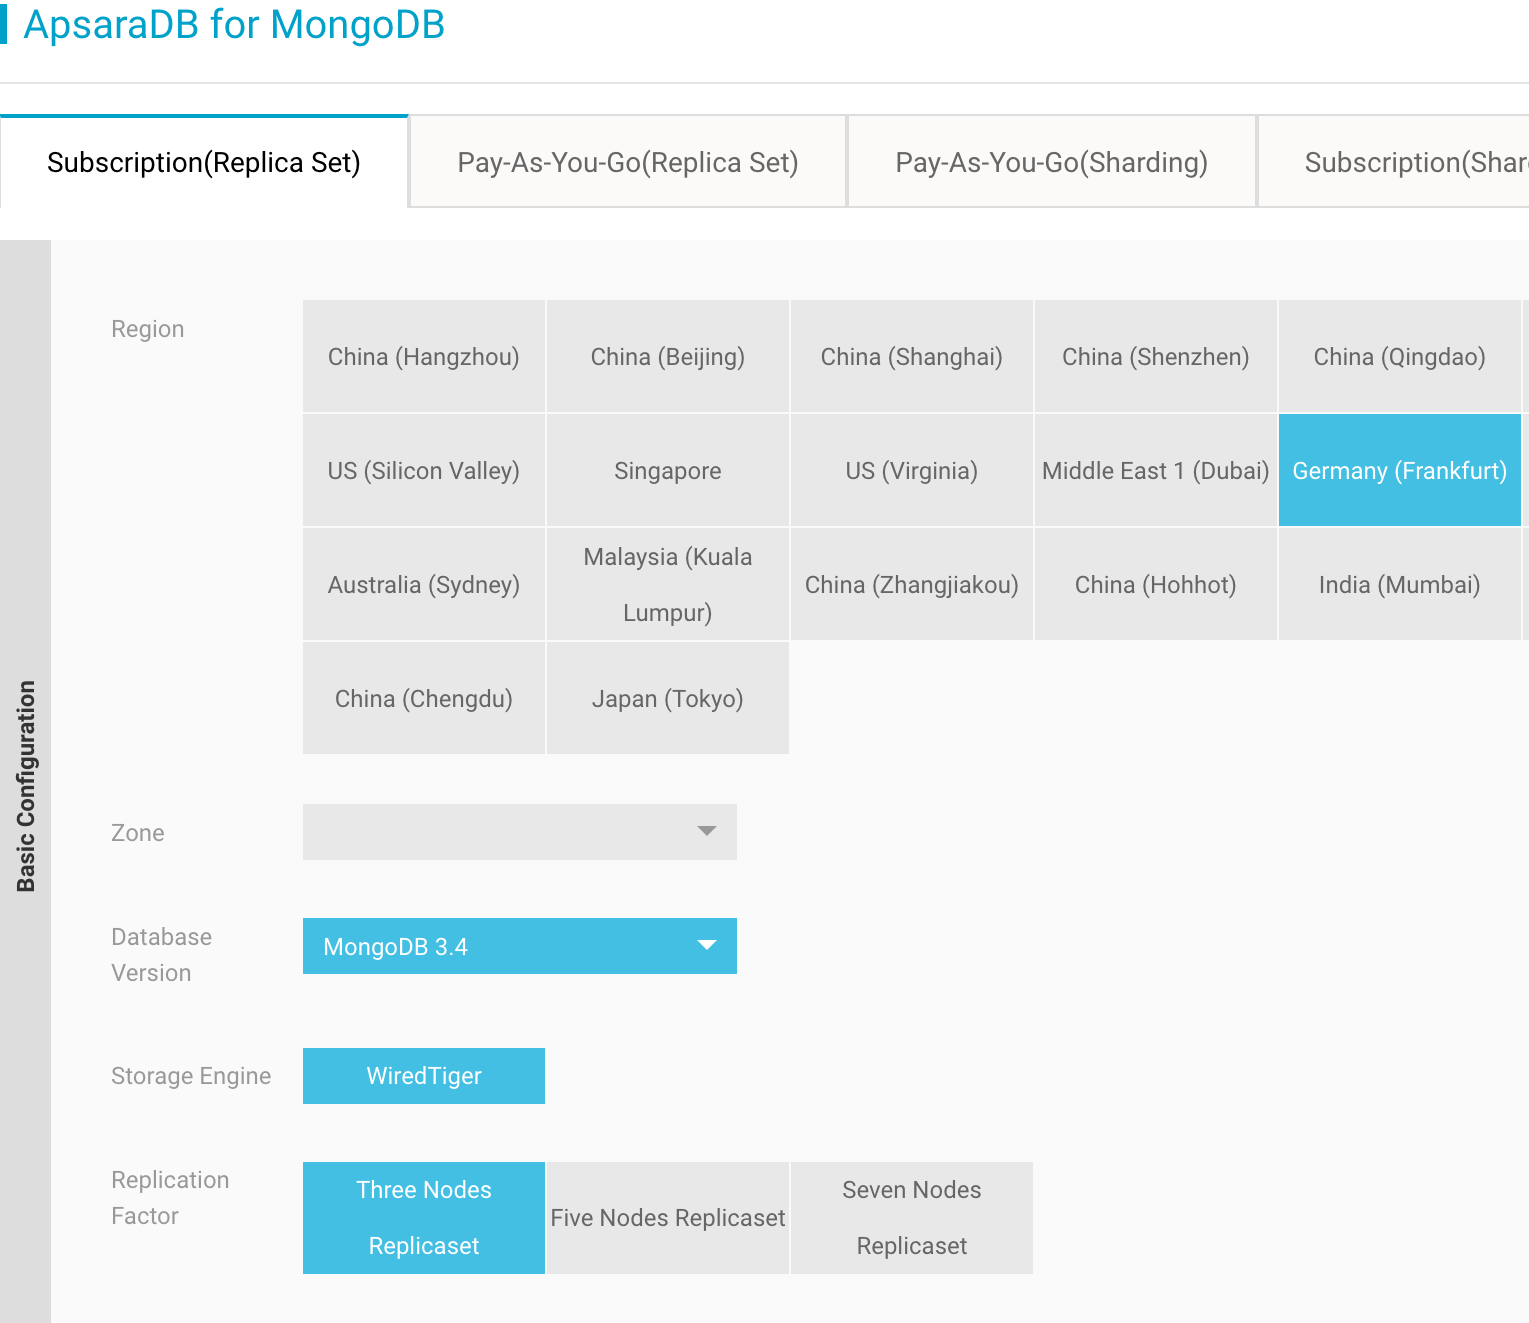 ApsaraDB for MongoDB
Subscription(Replica Set)
Pay-As-You-Go(Replica Set)
Pay-As-You-Go(Sharding)
Region
China (Hangzhou)
China (Beijing)
China (Shanghai)
China (Shenzhen)
China (Qingdao)
US (Silicon Valley)
Singapore
US (Virginia)
Middle East 1 (Dubai)
Germany (Frankfurt)
Australia (Sydney)
Malaysia (Kuala
Lumpur)
China (Zhangjiakou)
China (Hohhot)
India (Mumbai)
China (Chengdu)
Japan (Tokyo)
Basic Configuration
Zone
Database
Version
MongoDB 3.4
Storage Engine
WiredTiger
Replication
Factor
Three Nodes
Replicaset
Five Nodes Replicaset
Seven Nodes
Replicaset